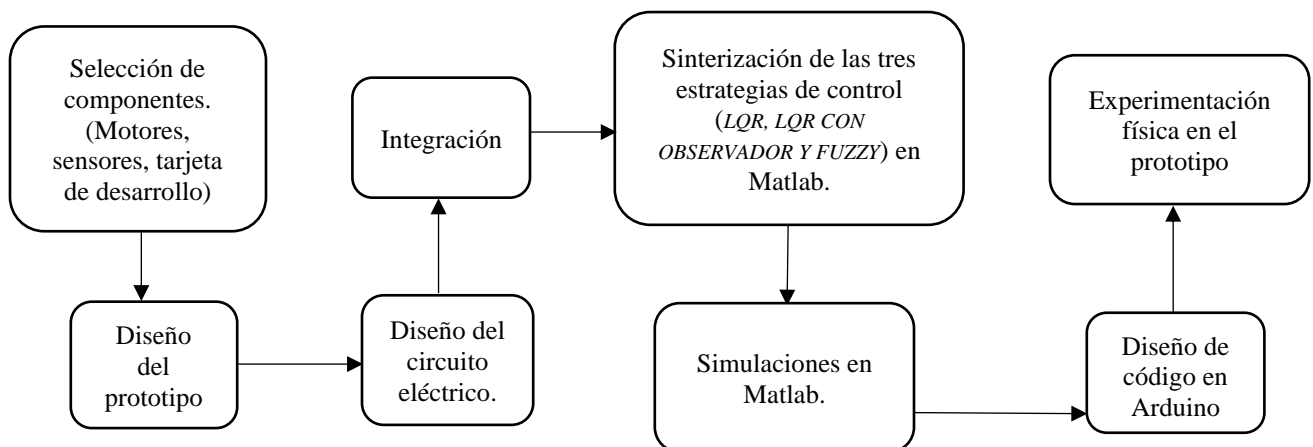 Selección de
componentes.
(Motores,
sensores, tarjeta
de desarrollo)
Diseño
del
prototipo
Diseño del
circuito
eléctrico.
Integración
Sinterización de las tres
estrategias de control
(LQR, LQR CON
OBSERVADOR Y FUZZY) en
Matlab.
Simulaciones en
Matlab.
Diseño de
código en
Arduino
Experimentación
física en el
prototipo